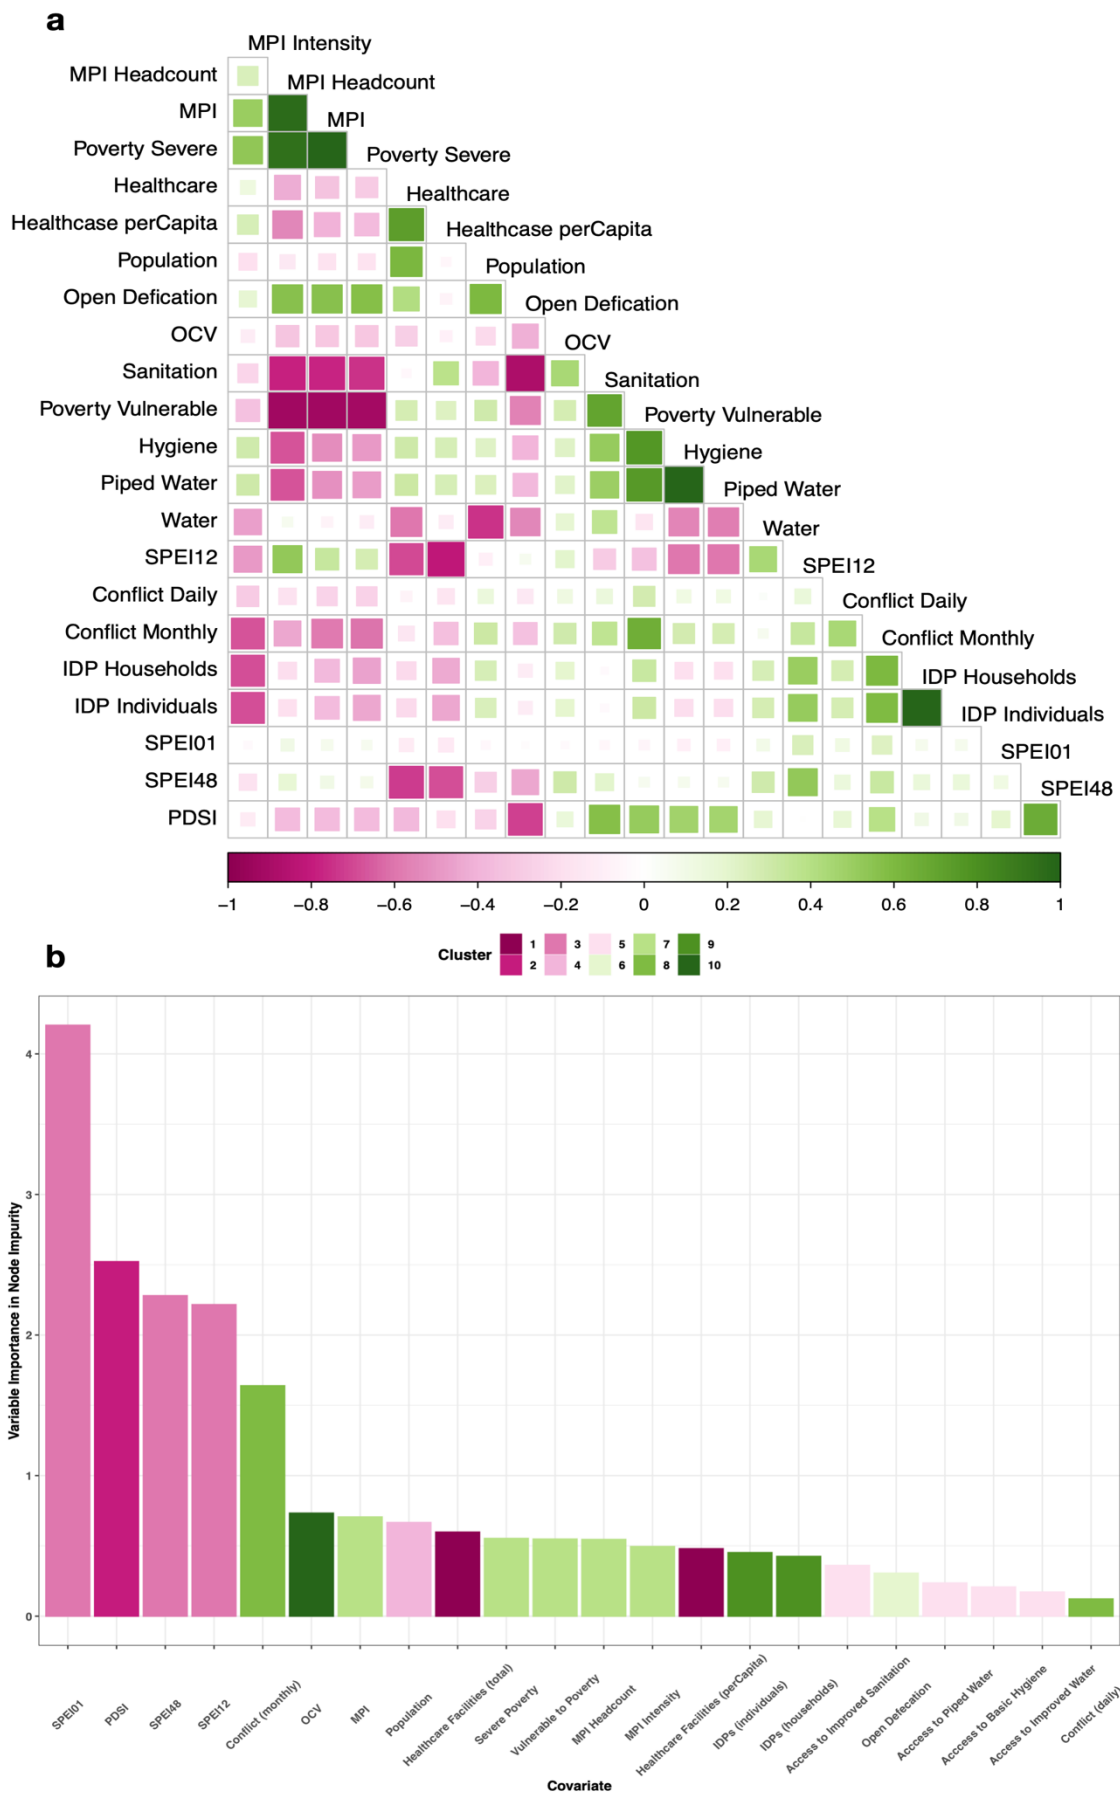 a
MPI Intensity
MPI Headcount
MPI Headcount
MPI
MPI
Poverty Severe
Poverty Severe
Healthcare
Healthcare
Healthcase perCapita
Healthcase perCapita
Population
Population
Open Defication
Open Defication
OCV
OCV
Sanitation
Sanitation
Poverty Vulnerable
Poverty Vulnerable
Hygiene
Hygiene
Piped Water
Piped Water
Water
Water
SPEI12
SPEI12
Conflict Daily
Conflict Daily
Conflict Monthly
Conflict Monthly
IDP Households
IDP Households
IDP Individuals
IDP Individuals
SPEI01
SPEI01
SPEI48
SPEI48
PDSI
−1 −0.8 −0.6 −0.4 −0.2 0 0.2 0.4 0.6 0.8 1
b
Cluster
1 3 5 7 9
2 4 6 8 10
Variable Importance in Node Impurity
4
3
2
1
0
SPEI01
PDSI
SPEI48
SPEI12
Conflict (monthly)
OCV
MPI
Population
Healthcare Facilities (total)
Severe Poverty
Vulnerable to Poverty
MPI Headcount
MPI Intensity
Healthcare Facilities (perCapita)
IDPs (individuals)
IDPs (households)
Access to Improved Sanitation
Open Defecation
Acccess to Piped Water
Acccess to Basic Hygiene
Access to Improved Water
Conflict (daily)
Covariate